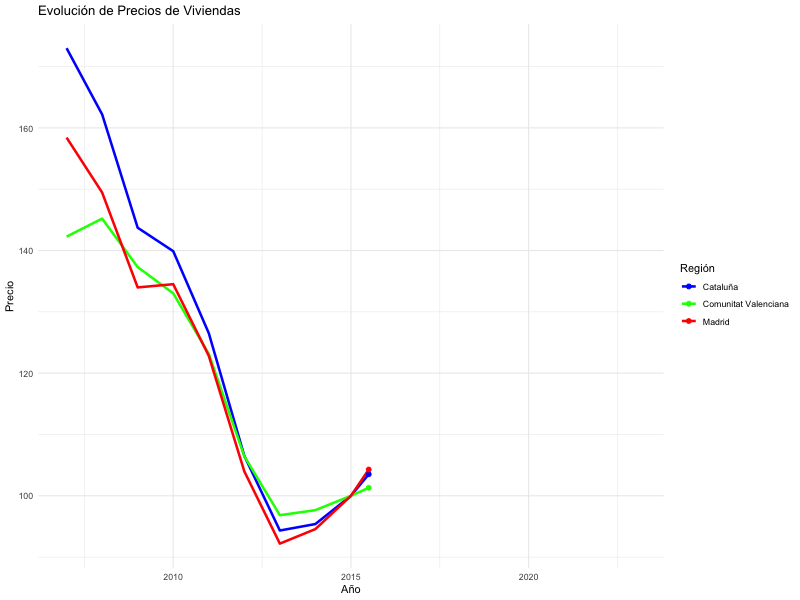 Evolución de Precios de Viviendas
160
140
120
100
Precio
2010
2015
2020
Año
Región
Cataluña
Comunitat Valenciana
Madrid